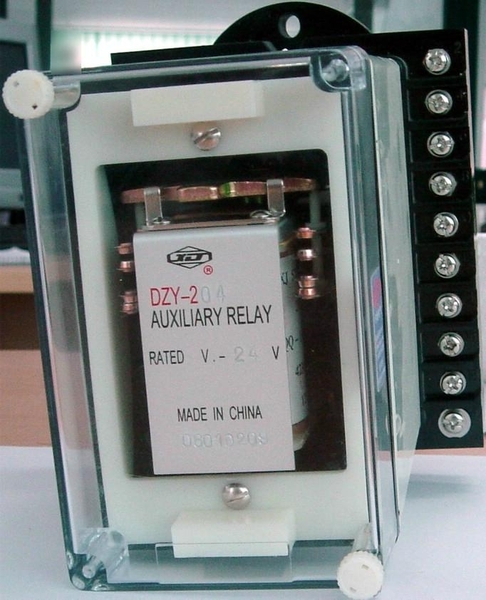 ®
DZY-204
AUXILIARY RELAY
RATED V.- 24 V
MADE IN CHINA